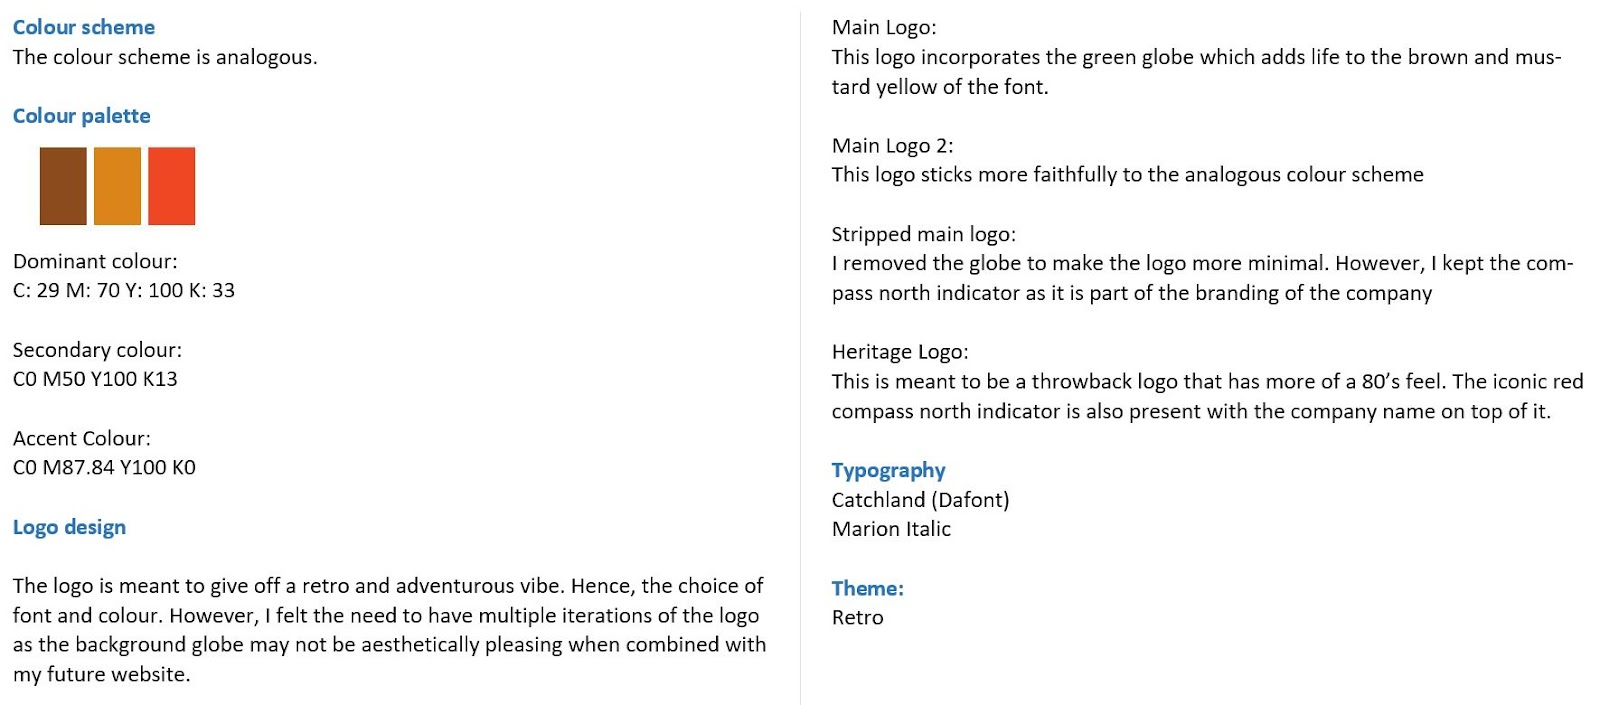 Colour scheme
The colour scheme is analogous.
Colour palette
Dominant colour:
C: 29 M: 70 Y: 100 K: 33
Secondary colour:
C0 M50 Y100 K13
Accent Colour:
C0 M87.84 Y100 K0
Logo design
The logo is meant to give off a retro and adventurous vibe. Hence, the choice of
font and colour. However, I felt the need to have multiple iterations of the logo
as the background globe may not be aesthetically pleasing when combined with
my future website.
Main Logo:
This logo incorporates the green globe which adds life to the brown and mus-
tard yellow of the font.
Main Logo 2:
This logo sticks more faithfully to the analogous colour scheme
Stripped main logo:
I removed the globe to make the logo more minimal. However, I kept the com-
pass north indicator as it is part of the branding of the company
Heritage Logo:
This is meant to be a throwback logo that has more of a 80’s feel. The iconic red
compass north indicator is also present with the company name on top of it.
Typography
Catchland (Dafont)
Marion Italic
Theme:
Retro